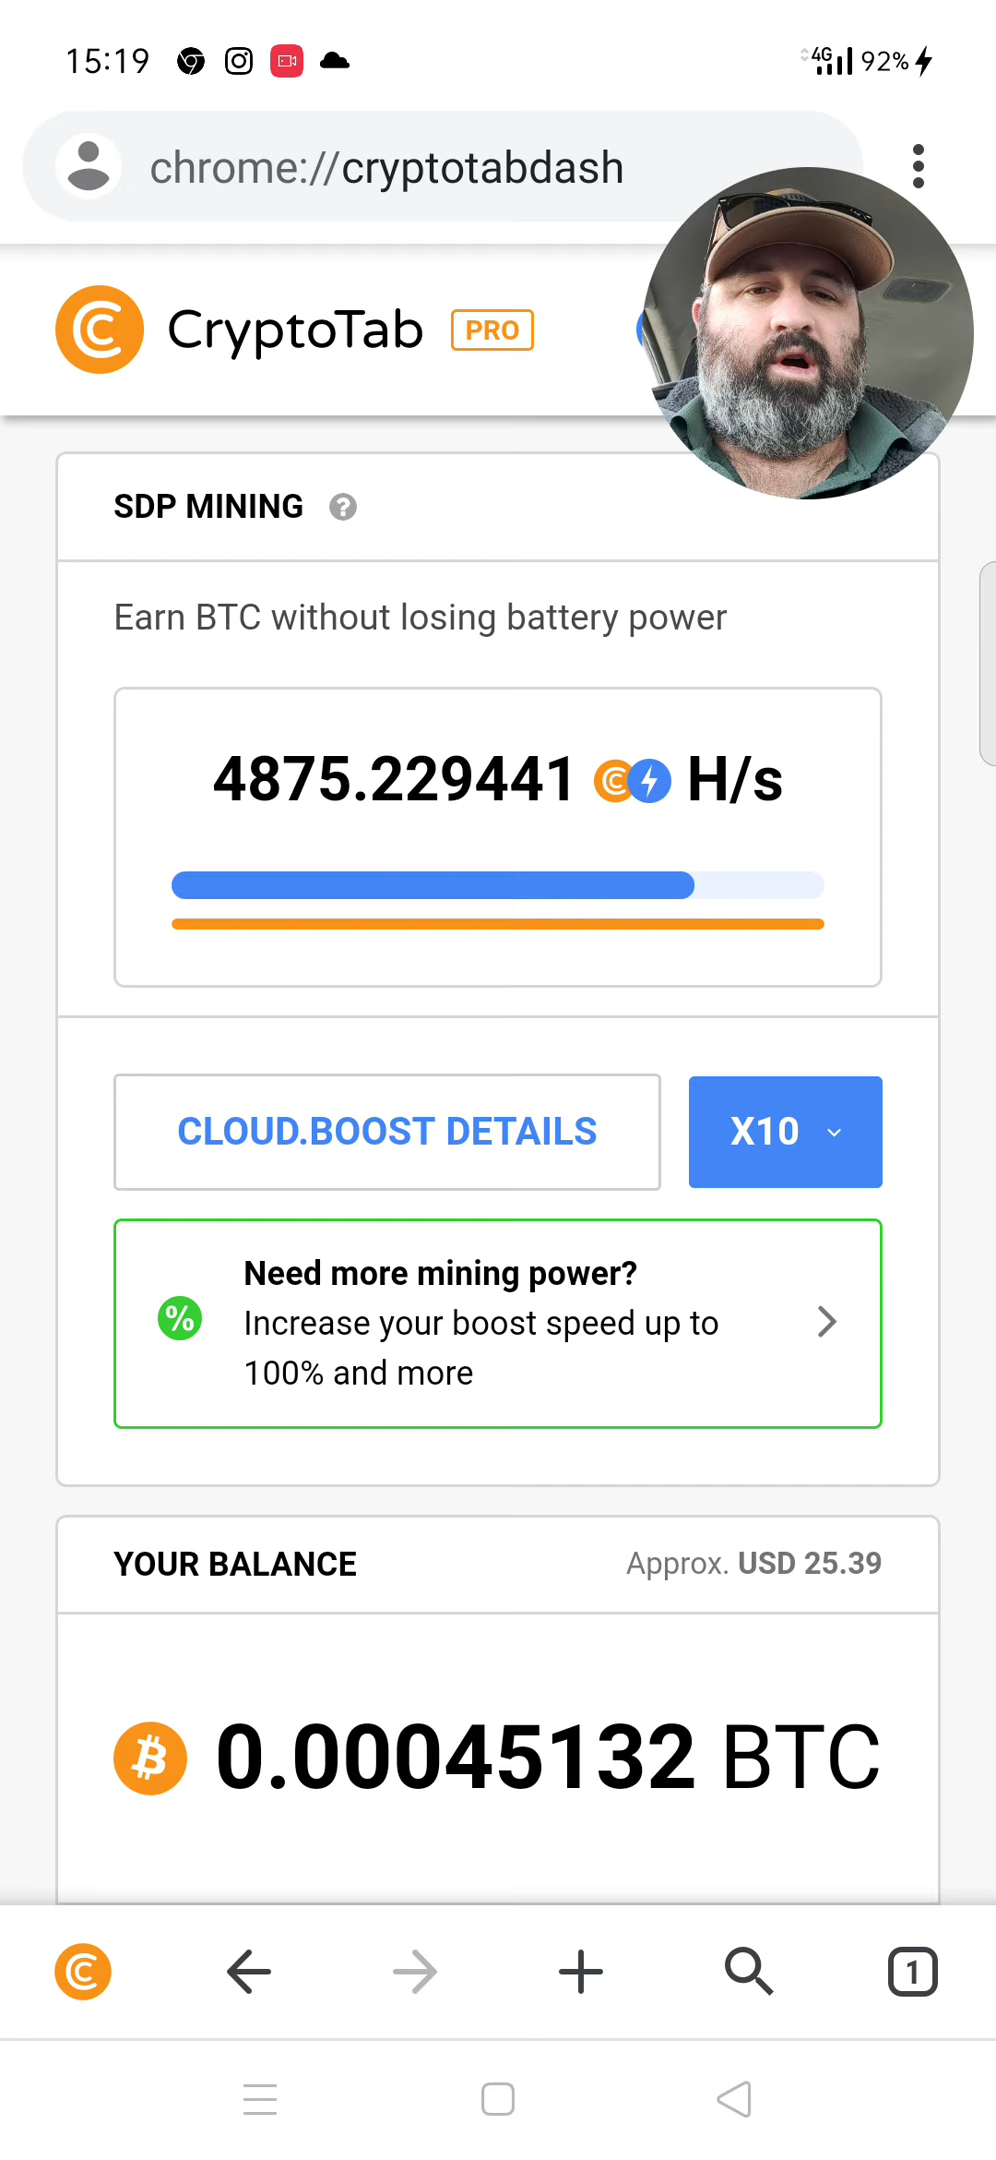 15:19 4G 92%
chrome://cryptotabdash
CryptoTab PRO
SDP MINING ?
Earn BTC without losing battery power
4875.229441 H/s
CLOUD.BOOST DETAILS X10
Need more mining power?
% Increase your boost speed up to
100% and more
YOUR BALANCE Approx. USD 25.39
0.00045132 BTC
1